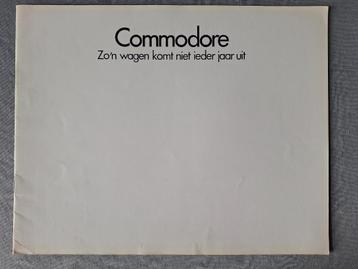 Commodore
Zo'n wagen komt niet ieder jaar uit